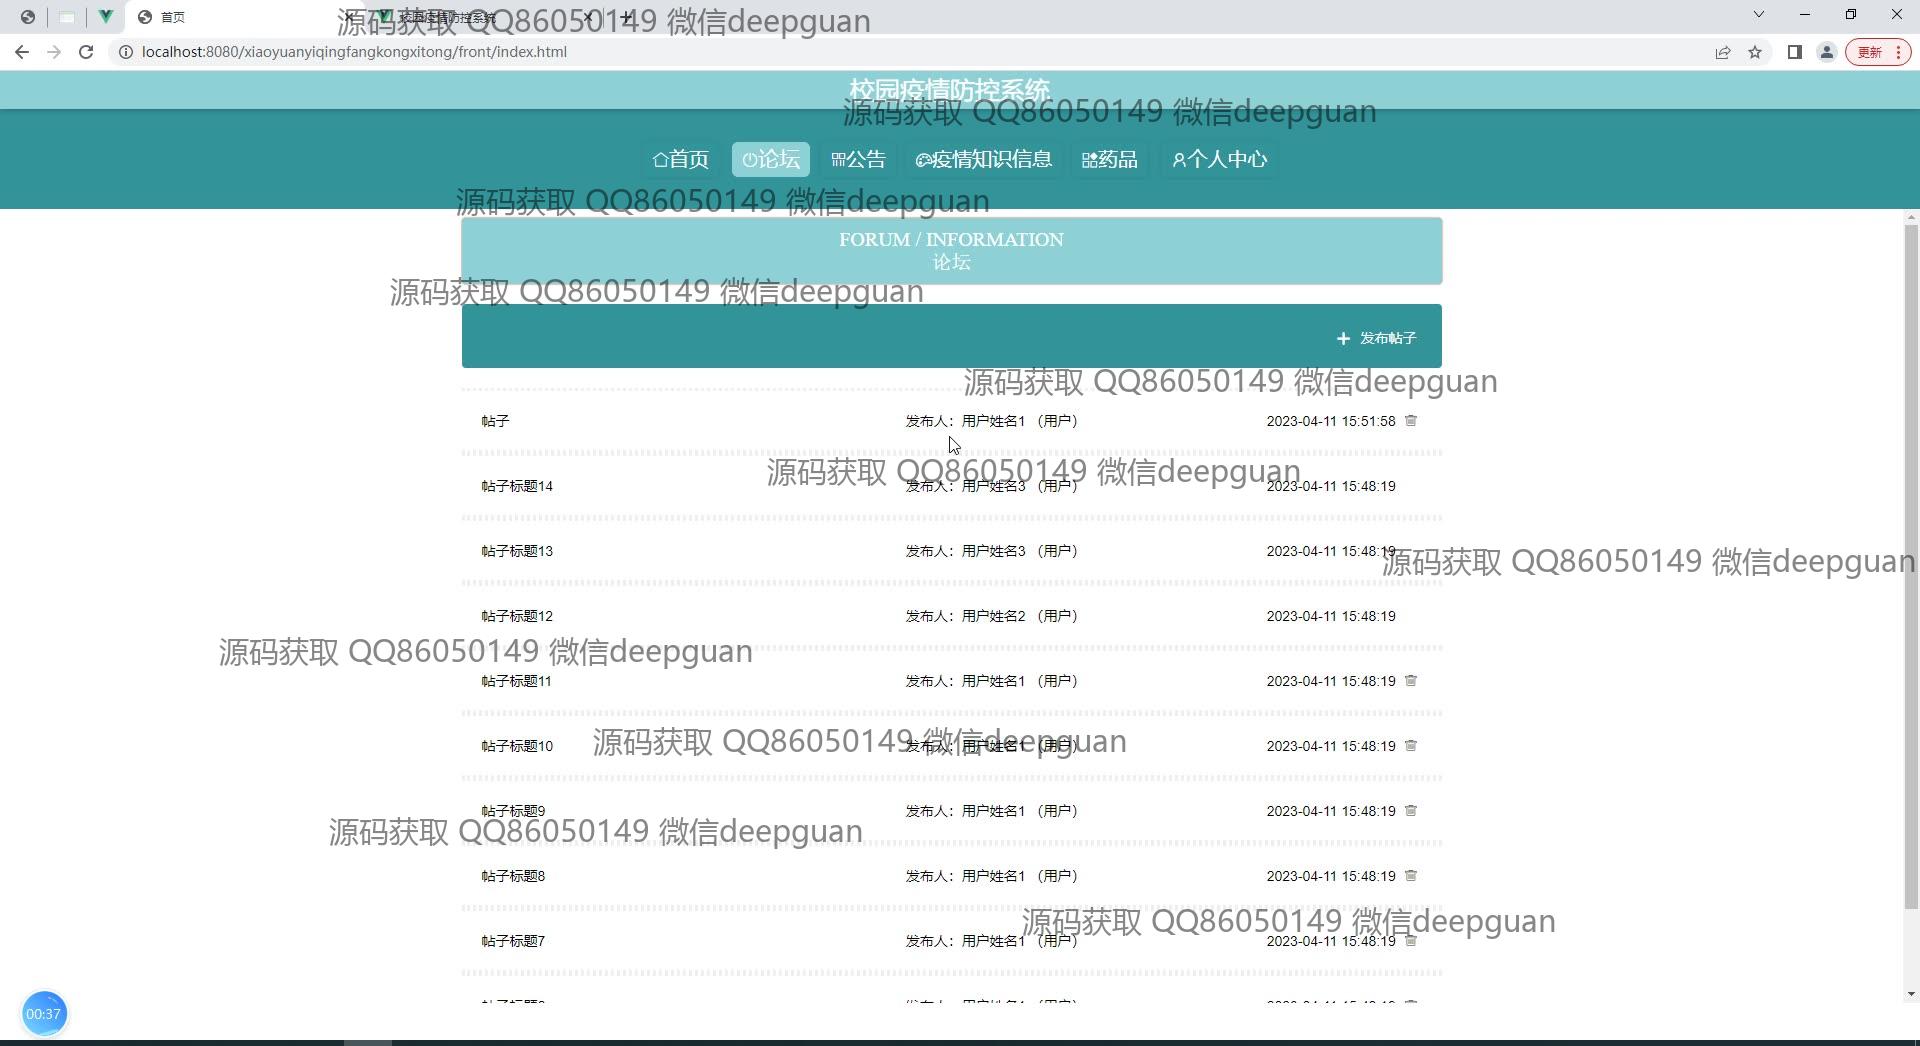 首页
校园疫情防控系统
源码获取 QQ86050149 微信deepguan
localhost:8080/xiaoyuanyiqingfangkongxitong/front/index.html
更新
校园疫情防控系统
源码获取 QQ86050149 微信deepguan
首页 论坛 公告 疫情知识信息 药品 个人中心
源码获取 QQ86050149 微信deepguan
FORUM / INFORMATION
论坛
源码获取 QQ86050149 微信deepguan
发布帖子
源码获取 QQ86050149 微信deepguan
帖子 发布人：用户姓名1 （用户） 2023-04-11 15:51:58
源码获取 QQ86050149 微信deepguan
帖子标题14 发布人：用户姓名3 （用户） 2023-04-11 15:48:19
帖子标题13 发布人：用户姓名3 （用户） 2023-04-11 15:48:19
源码获取 QQ86050149 微信deepguan
帖子标题12 发布人：用户姓名2 （用户） 2023-04-11 15:48:19
源码获取 QQ86050149 微信deepguan
帖子标题11 发布人：用户姓名1 （用户） 2023-04-11 15:48:19
源码获取 QQ86050149 微信deepguan
帖子标题10 发布人：用户姓名1 （用户） 2023-04-11 15:48:19
帖子标题9 发布人：用户姓名1 （用户） 2023-04-11 15:48:19
源码获取 QQ86050149 微信deepguan
帖子标题8 发布人：用户姓名1 （用户） 2023-04-11 15:48:19
源码获取 QQ86050149 微信deepguan
帖子标题7 发布人：用户姓名1 （用户） 2023-04-11 15:48:19
00:37